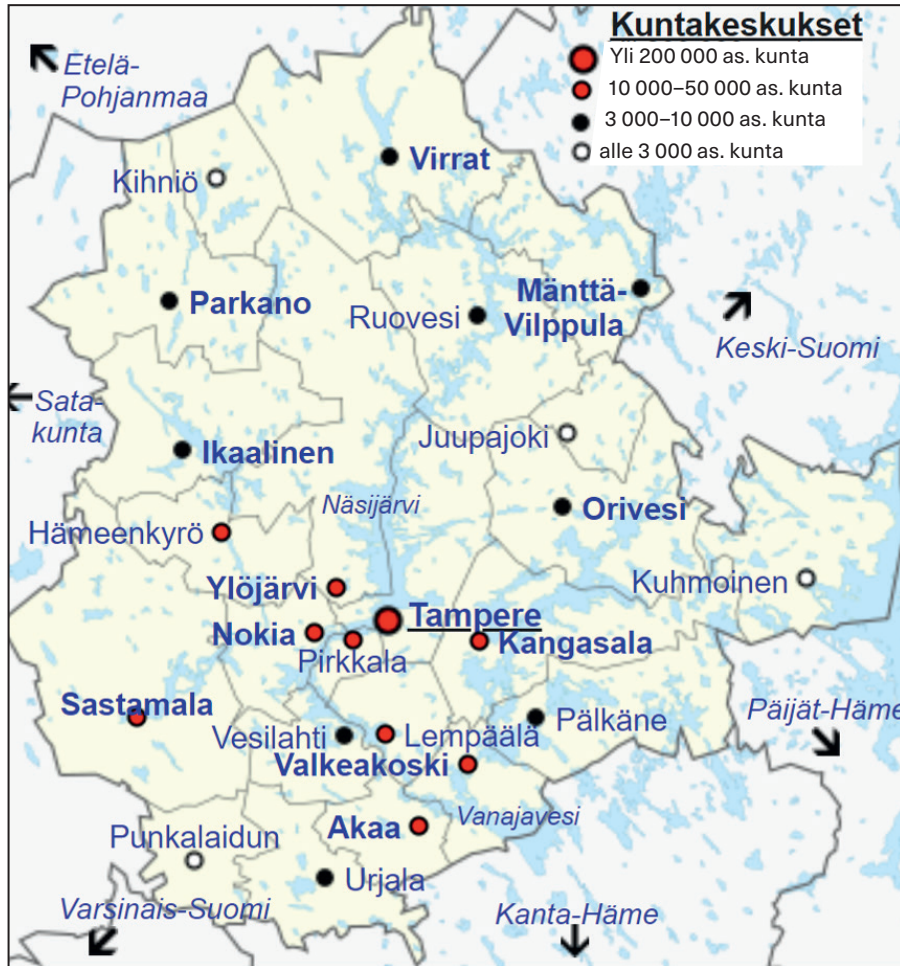 Kuntakeskukset
Yli 200 000 as. kunta
10 000–50 000 as. kunta
3 000–10 000 as. kunta
alle 3 000 as. kunta
Etelä-
Pohjanmaa
Virrat
Kihniö
Parkano
Ruovesi
Mänttä-
Vilppula
Keski-Suomi
Sata-
kunta
Juupajoki
Ikaalinen
Näsijärvi
Orivesi
Hämeenkyrö
Kuhmoinen
Ylöjärvi
Tampere
Nokia
Kangasala
Pirkkala
Sastamala
Päijät-Häme
Vesilahti
Lempäälä
Pälkäne
Valkeakoski
Vanajavesi
Akaa
Punkalaidun
Urjala
Varsinais-Suomi
Kanta-Häme